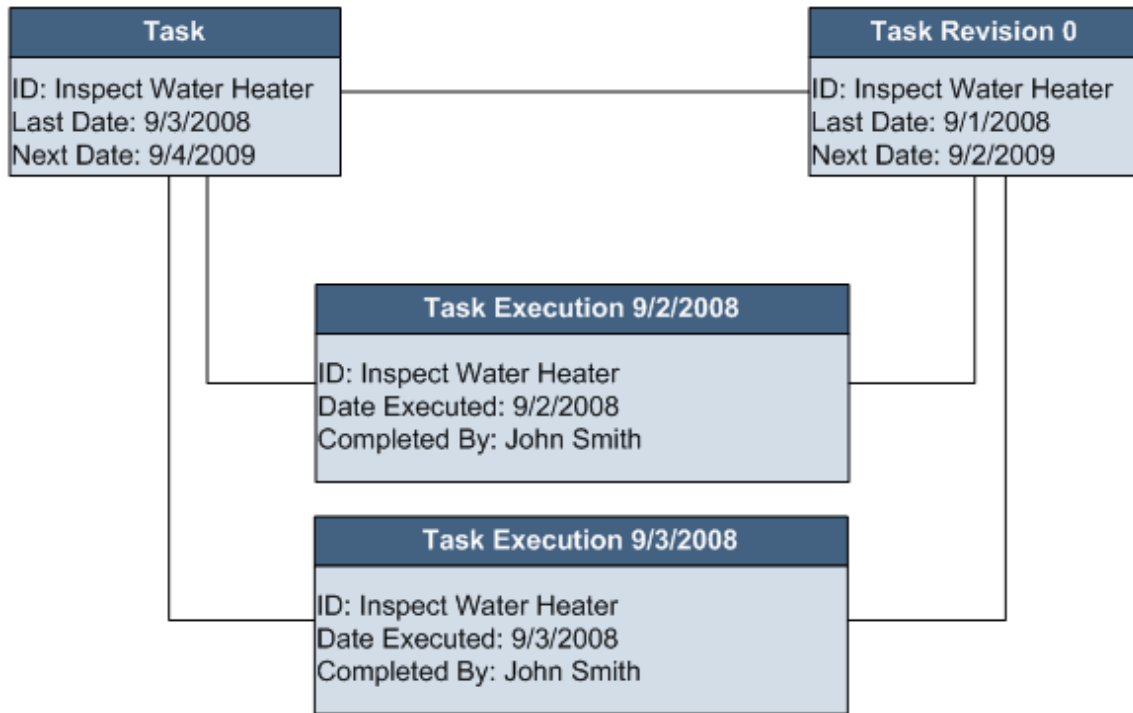 Task
ID: Inspect Water Heater
Last Date: 9/3/2008
Next Date: 9/4/2009
Task Revision 0
ID: Inspect Water Heater
Last Date: 9/1/2008
Next Date: 9/2/2009
Task Execution 9/2/2008
ID: Inspect Water Heater
Date Executed: 9/2/2008
Completed By: John Smith
Task Execution 9/3/2008
ID: Inspect Water Heater
Date Executed: 9/3/2008
Completed By: John Smith